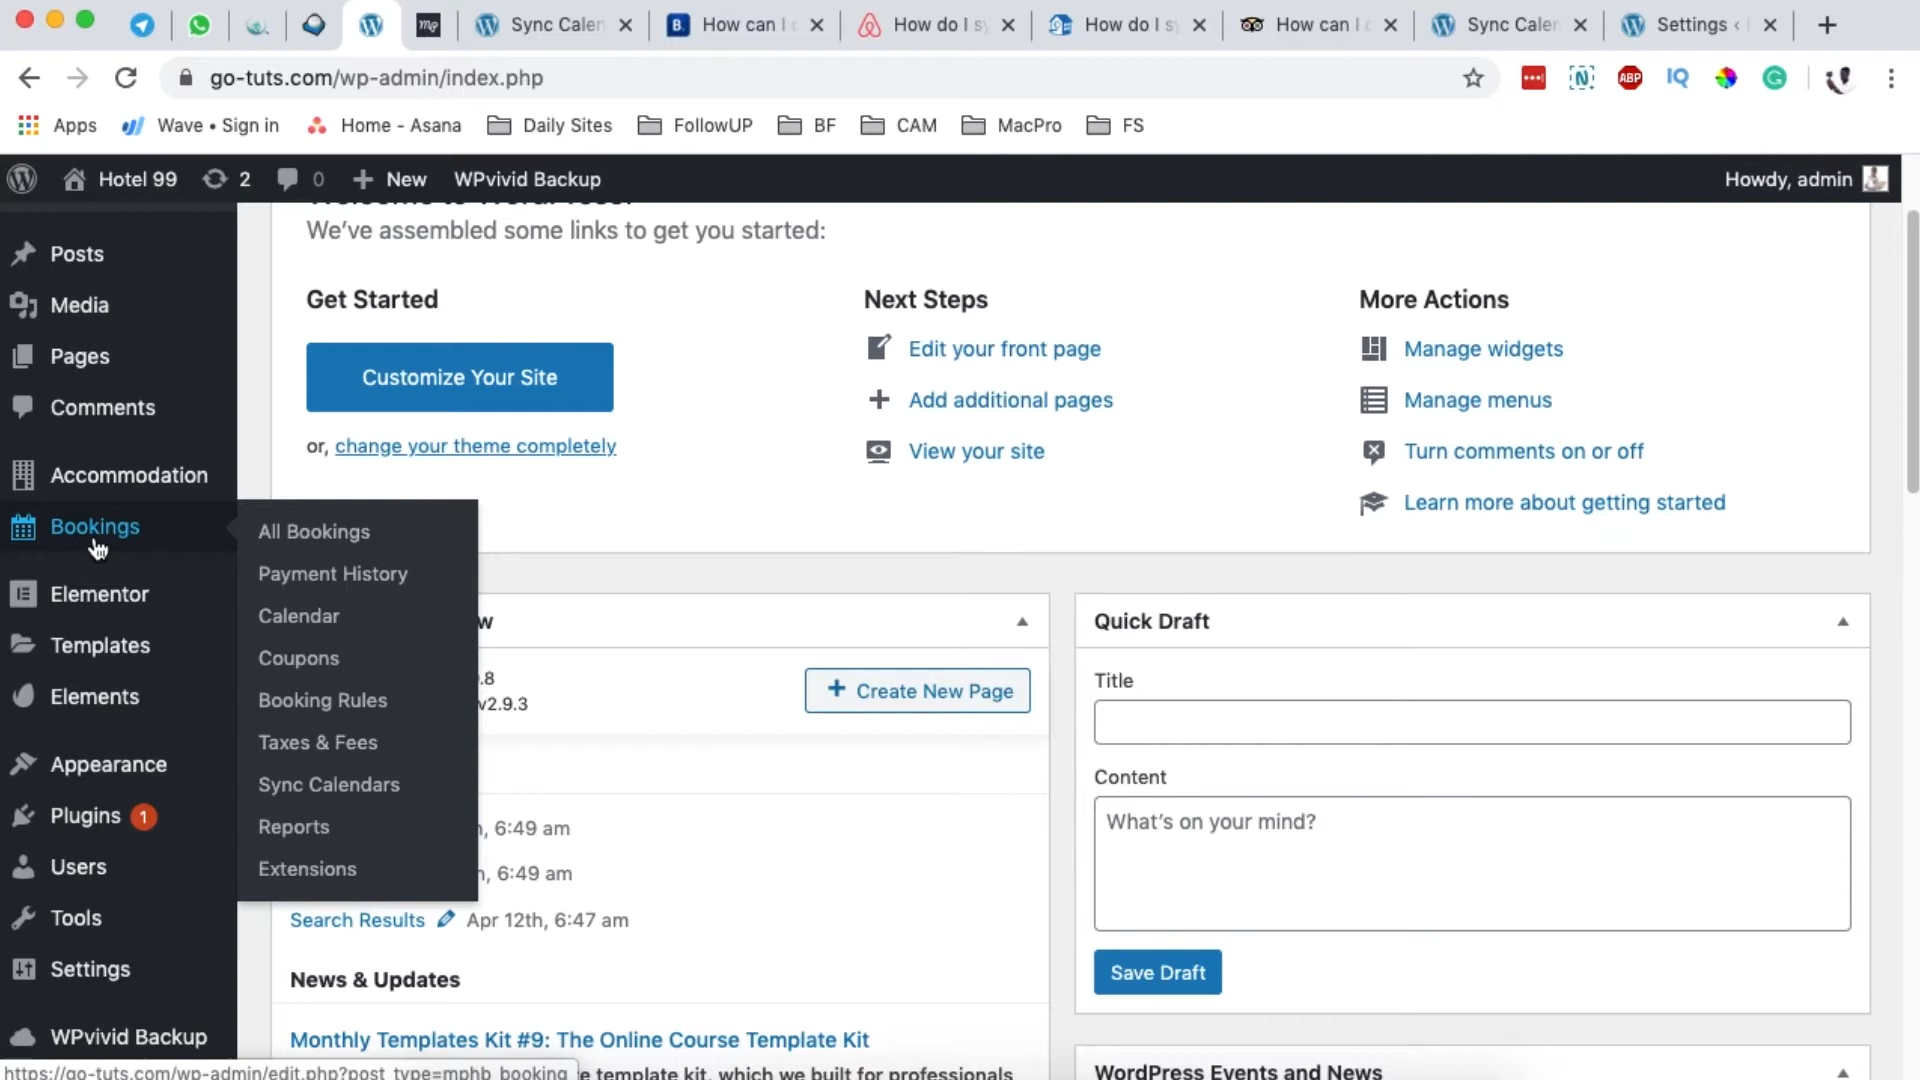 Sync Calen
How can I
How do I sy
How do I sy
How can I
Sync Calen
Settings ‹
go-tuts.com/wp-admin/index.php
ABP
IQ
Apps
Wave • Sign in
Home - Asana
Daily Sites
FollowUP
BF
CAM
MacPro
FS
Hotel 99
2
0
New
WPvivid Backup
Howdy, admin
Posts
Media
Pages
Comments
Accommodation
Bookings
Elementor
Templates
Elements
Appearance
Plugins 1
Users
Tools
Settings
WPvivid Backup
All Bookings
Payment History
Calendar
Coupons
Booking Rules
Taxes & Fees
Sync Calendars
Reports
Extensions
Welcome to WordPress!
We've assembled some links to get you started:
Get Started
Customize Your Site
or, change your theme completely
Next Steps
Edit your front page
Add additional pages
View your site
More Actions
Manage widgets
Manage menus
Turn comments on or off
Learn more about getting started
w
.8
v2.9.3
Create New Page
, 6:49 am
, 6:49 am
Search Results Apr 12th, 6:47 am
News & Updates
Monthly Templates Kit #9: The Online Course Template Kit
e template kit, which we built for professionals
Quick Draft
Title
Content
What's on your mind?
Save Draft
WordPress Events and News
https://go-tuts.com/wp-admin/edit.php?post_type=mphb_booking